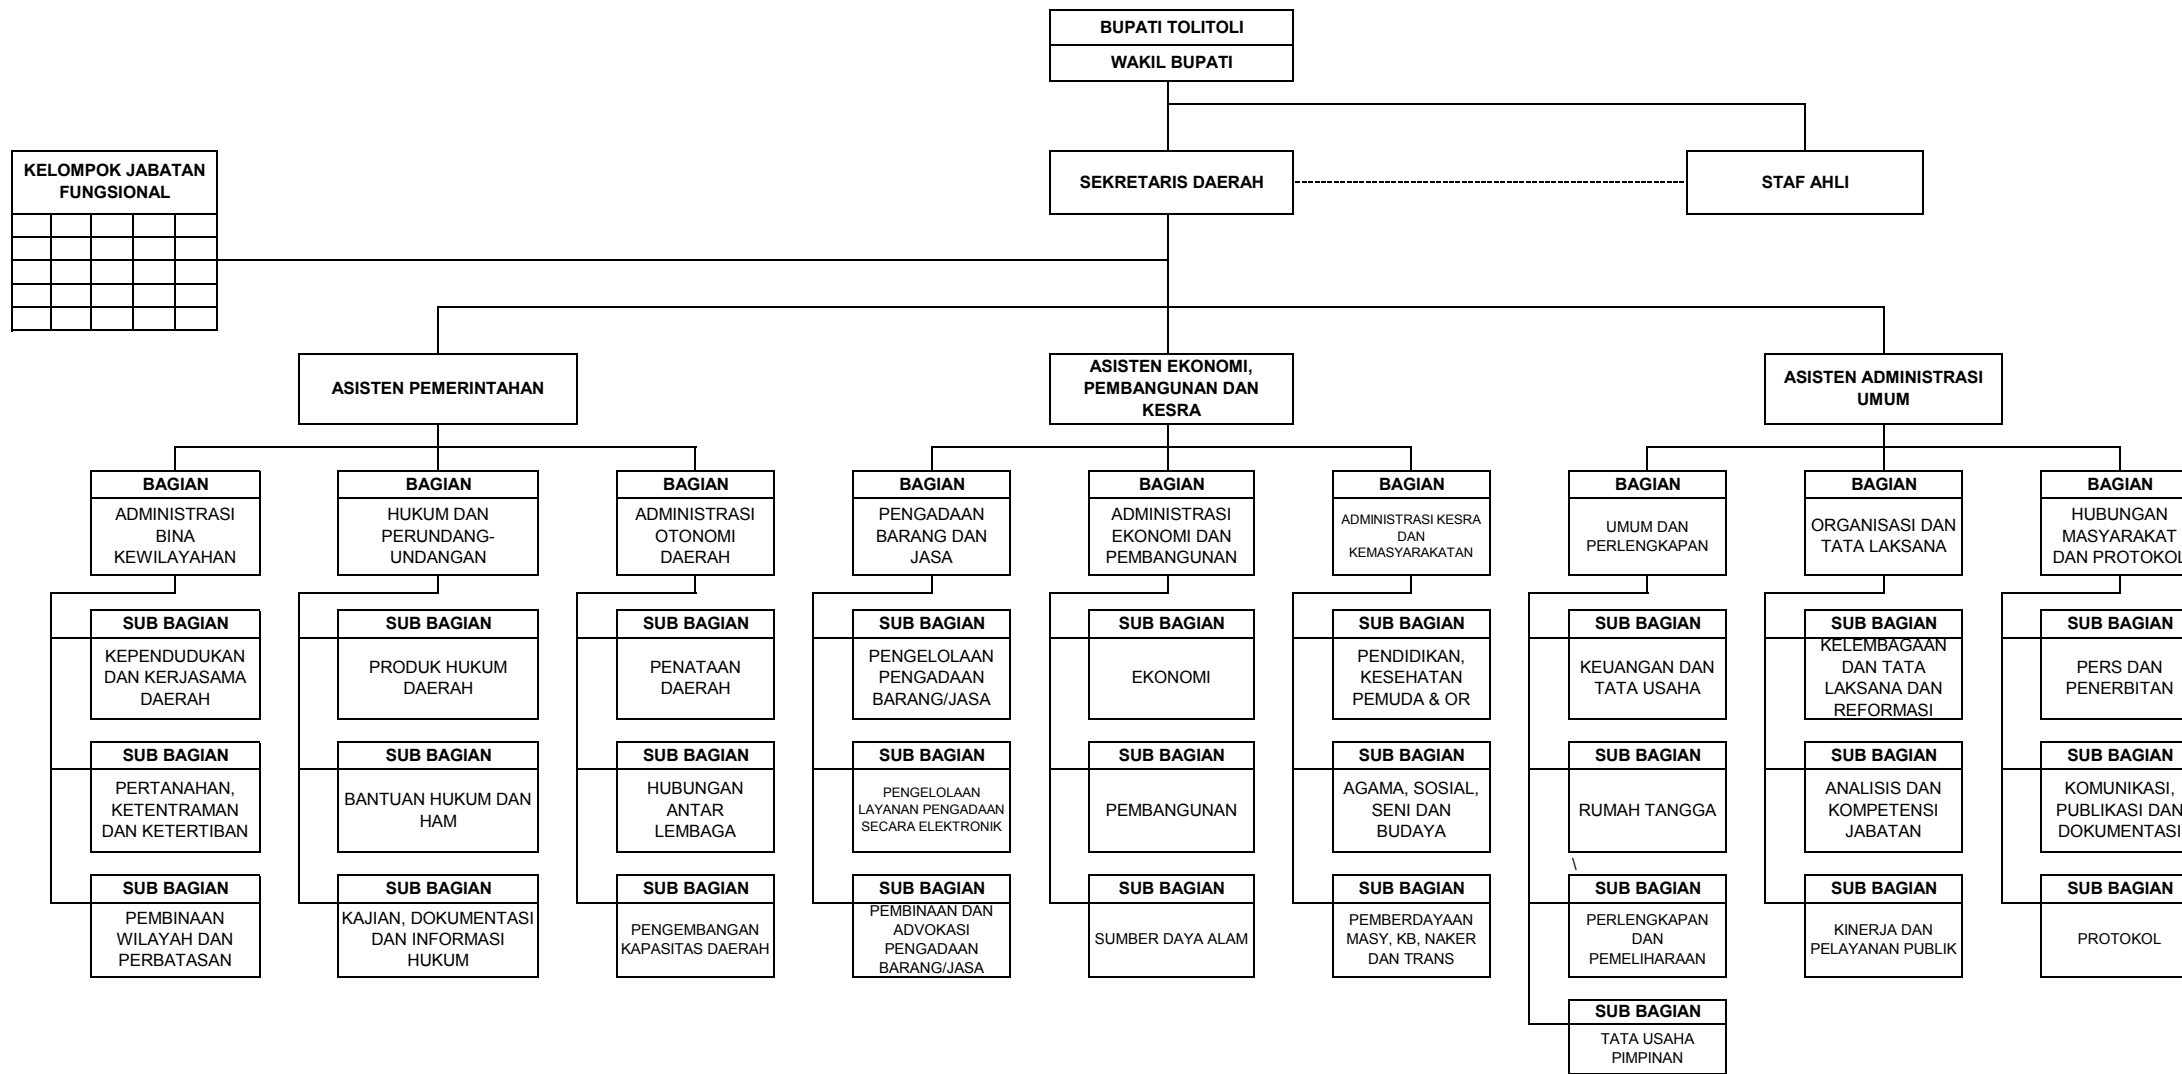 BUPATI TOLITOLI
WAKIL BUPATI
KELOMPOK JABATAN
FUNGSIONAL
SEKRETARIS DAERAH
STAF AHLI
ASISTEN PEMERINTAHAN
ASISTEN EKONOMI,
PEMBANGUNAN DAN
KESRA
ASISTEN ADMINISTRASI
UMUM
BAGIAN
ADMINISTRASI
BINA
KEWILAYAHAN
BAGIAN
HUKUM DAN
PERUNDANG-
UNDANGAN
BAGIAN
ADMINISTRASI
OTONOMI
DAERAH
BAGIAN
PENGADAAN
BARANG DAN
JASA
BAGIAN
ADMINISTRASI
EKONOMI DAN
PEMBANGUNAN
BAGIAN
ADMINISTRASI KESRA
DAN
KEMASYARAKATAN
BAGIAN
UMUM DAN
PERLENGKAPAN
BAGIAN
ORGANISASI DAN
TATA LAKSANA
BAGIAN
HUBUNGAN
MASYARAKAT
DAN PROTOKOL
SUB BAGIAN
KEPENDUDUKAN
DAN KERJASAMA
DAERAH
SUB BAGIAN
PRODUK HUKUM
DAERAH
SUB BAGIAN
PENATAAN
DAERAH
SUB BAGIAN
PENGELOLAAN
PENGADAAN
BARANG/JASA
SUB BAGIAN
EKONOMI
SUB BAGIAN
PENDIDIKAN,
KESEHATAN
PEMUDA & OR
SUB BAGIAN
KEUANGAN DAN
TATA USAHA
SUB BAGIAN
KELEMBAGAAN
DAN TATA
LAKSANA DAN
REFORMASI
SUB BAGIAN
PERS DAN
PENERBITAN
SUB BAGIAN
PERTANAHAN,
KETENTRAMAN
DAN KETERTIBAN
SUB BAGIAN
BANTUAN HUKUM DAN
HAM
SUB BAGIAN
HUBUNGAN
ANTAR
LEMBAGA
SUB BAGIAN
PENGELOLAAN
LAYANAN PENGADAAN
SECARA ELEKTRONIK
SUB BAGIAN
PEMBANGUNAN
SUB BAGIAN
AGAMA, SOSIAL,
SENI DAN
BUDAYA
SUB BAGIAN
RUMAH TANGGA
\
SUB BAGIAN
ANALISIS DAN
KOMPETENSI
JABATAN
SUB BAGIAN
KOMUNIKASI,
PUBLIKASI DAN
DOKUMENTASI
SUB BAGIAN
PEMBINAAN
WILAYAH DAN
PERBATASAN
SUB BAGIAN
KAJIAN, DOKUMENTASI
DAN INFORMASI
HUKUM
SUB BAGIAN
PENGEMBANGAN
KAPASITAS DAERAH
SUB BAGIAN
PEMBINAAN DAN
ADVOKASI
PENGADAAN
BARANG/JASA
SUB BAGIAN
SUMBER DAYA ALAM
SUB BAGIAN
PEMBERDAYAAN
MASY, KB, NAKER
DAN TRANS
SUB BAGIAN
PERLENGKAPAN
DAN
PEMELIHARAAN
SUB BAGIAN
KINERJA DAN
PELAYANAN PUBLIK
SUB BAGIAN
PROTOKOL
SUB BAGIAN
TATA USAHA
PIMPINAN